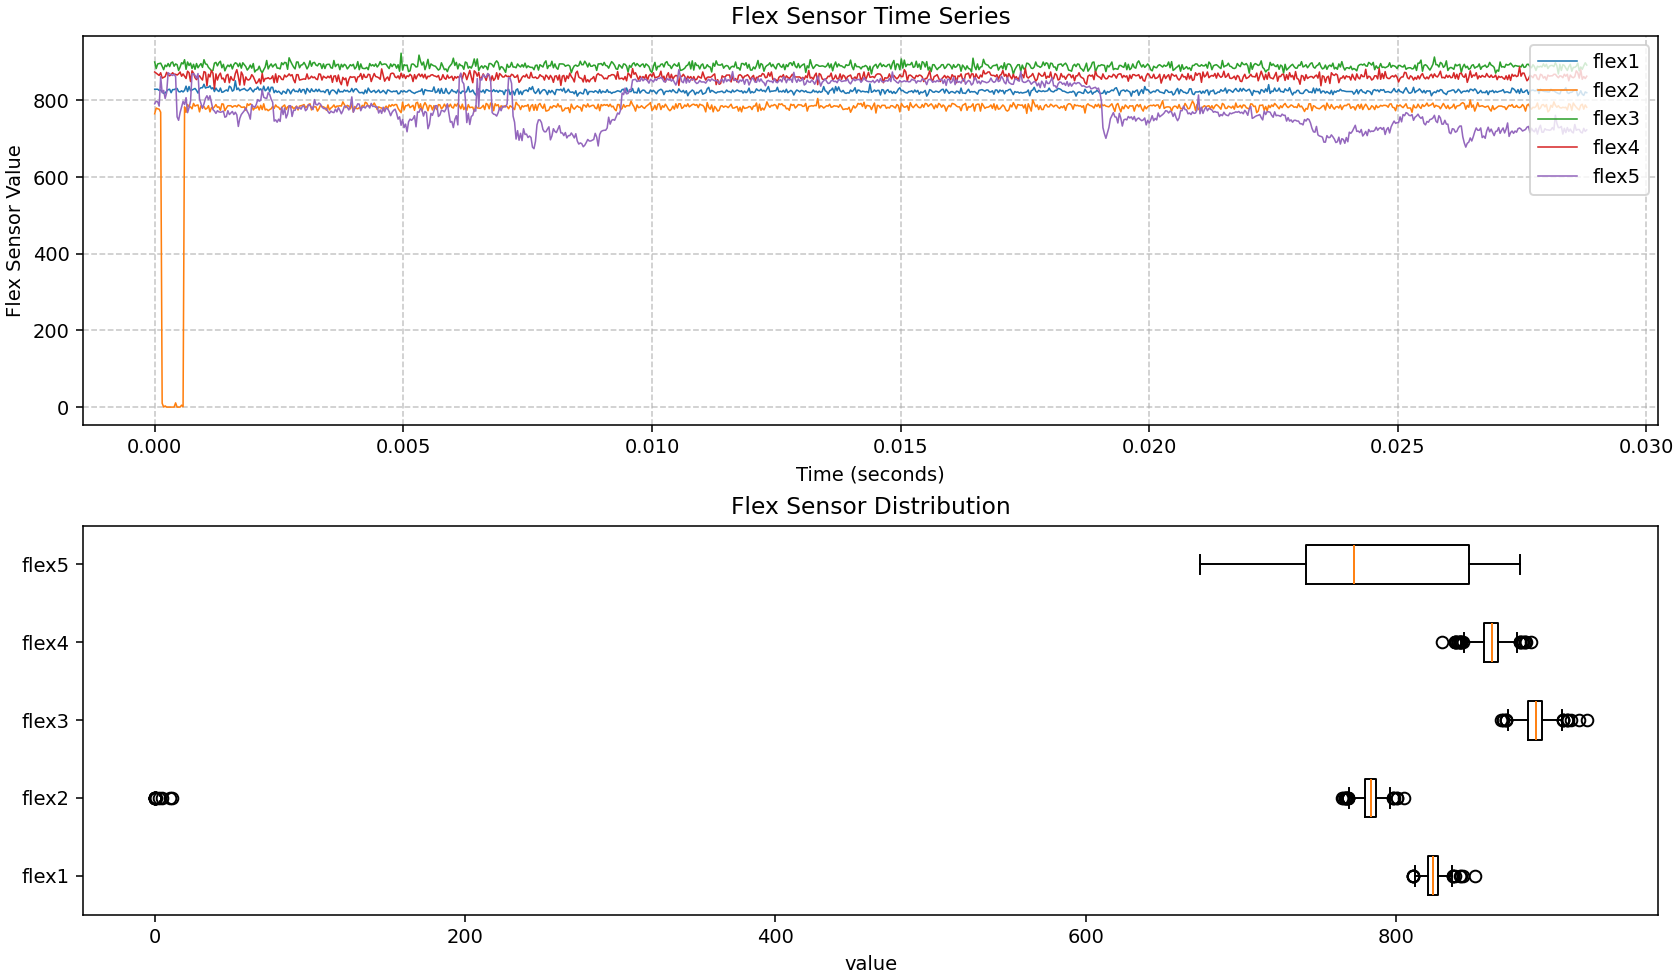 Flex Sensor Time Series
Flex Sensor Value
800
600
400
200
0
flex1
flex2
flex3
flex4
flex5
0.000 0.005 0.010 0.015 0.020 0.025 0.030
Time (seconds)
Flex Sensor Distribution
flex5
flex4
flex3
flex2
flex1
0 200 400 600 800
value